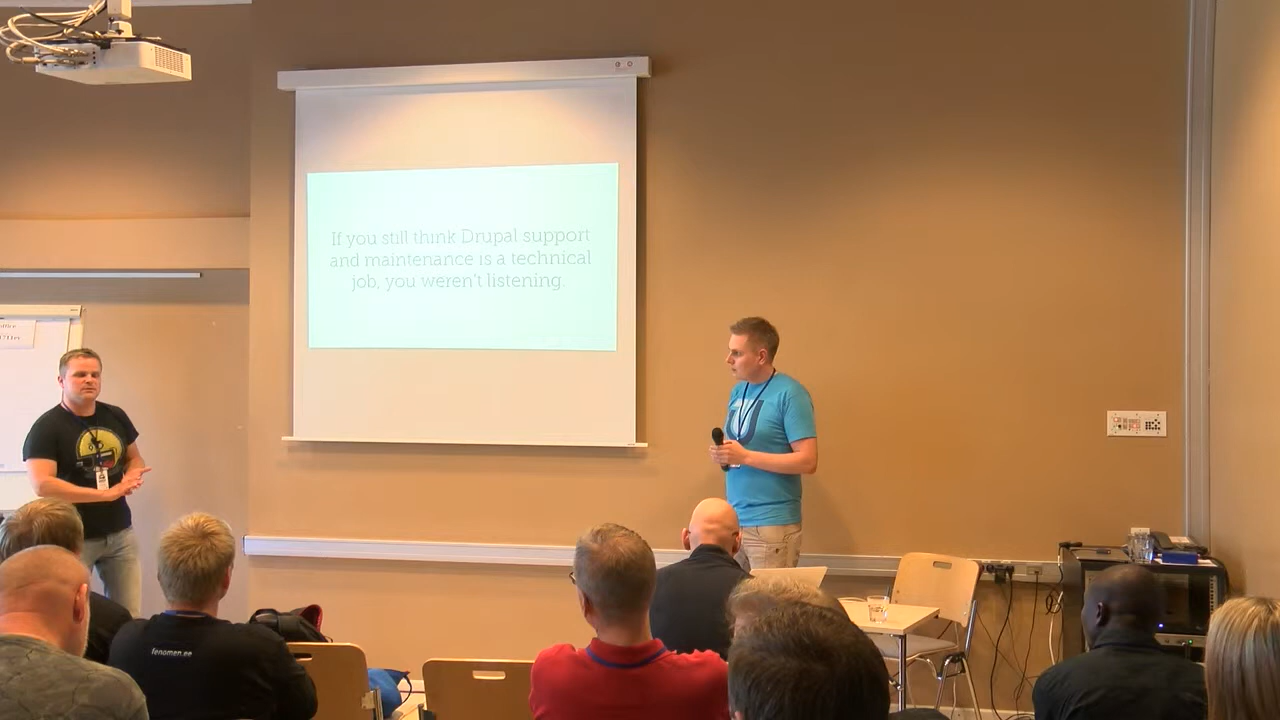 If you still think Drupal support
and maintenance is a technical
job, you weren't listening.
fenomen.ee